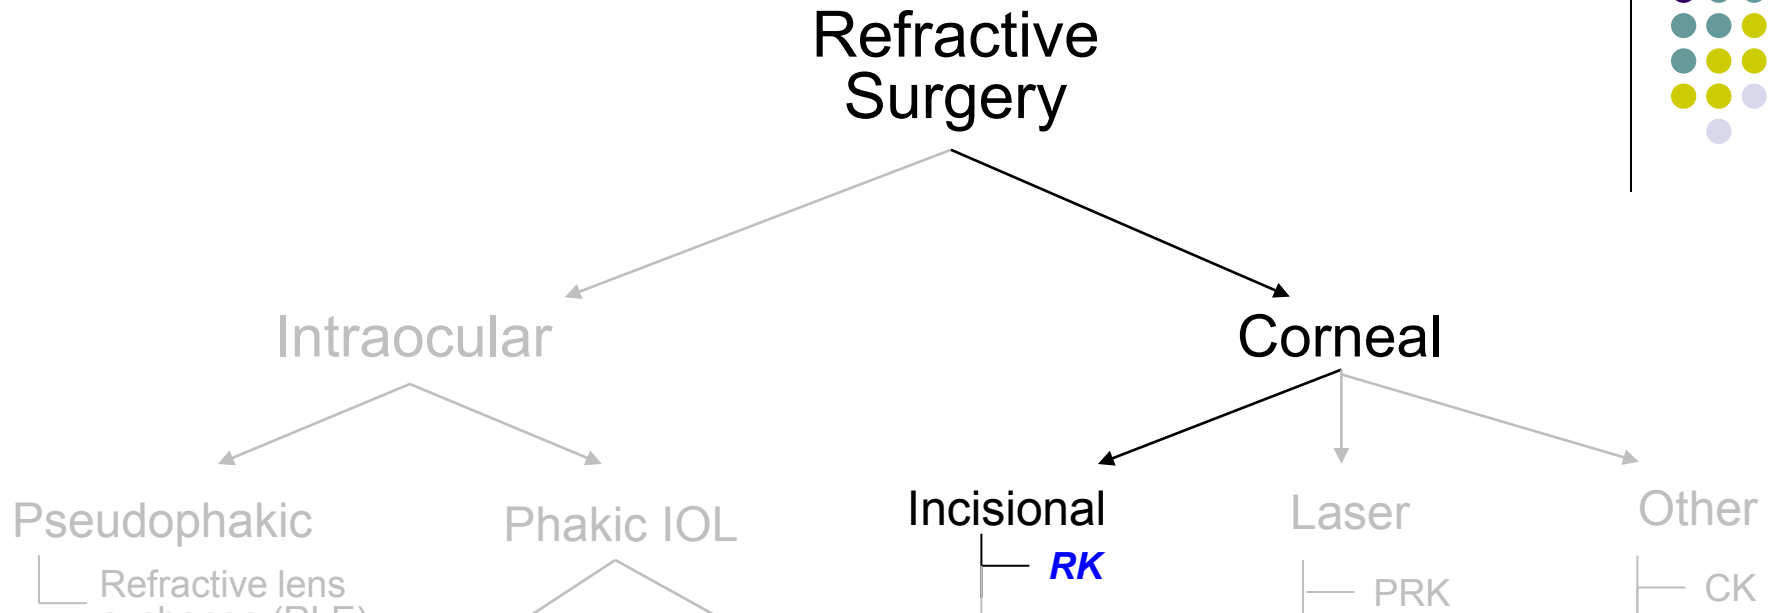 Refractive
Surgery
Intraocular
Corneal
Pseudophakic
Phakic IOL
Incisional
Laser
Other
RK
Refractive lens
PRK
CK